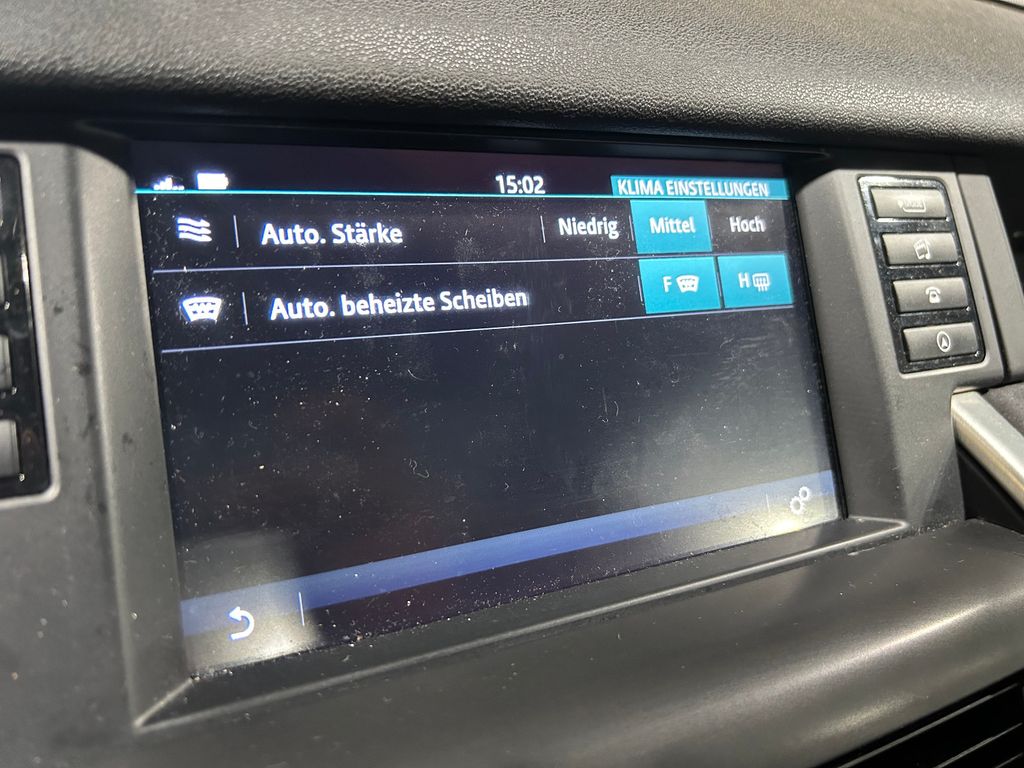 15:02 KLIMA EINSTELLUNGEN
Auto. Stärke Niedrig Mittel Hoch
Auto. beheizte Scheiben F H